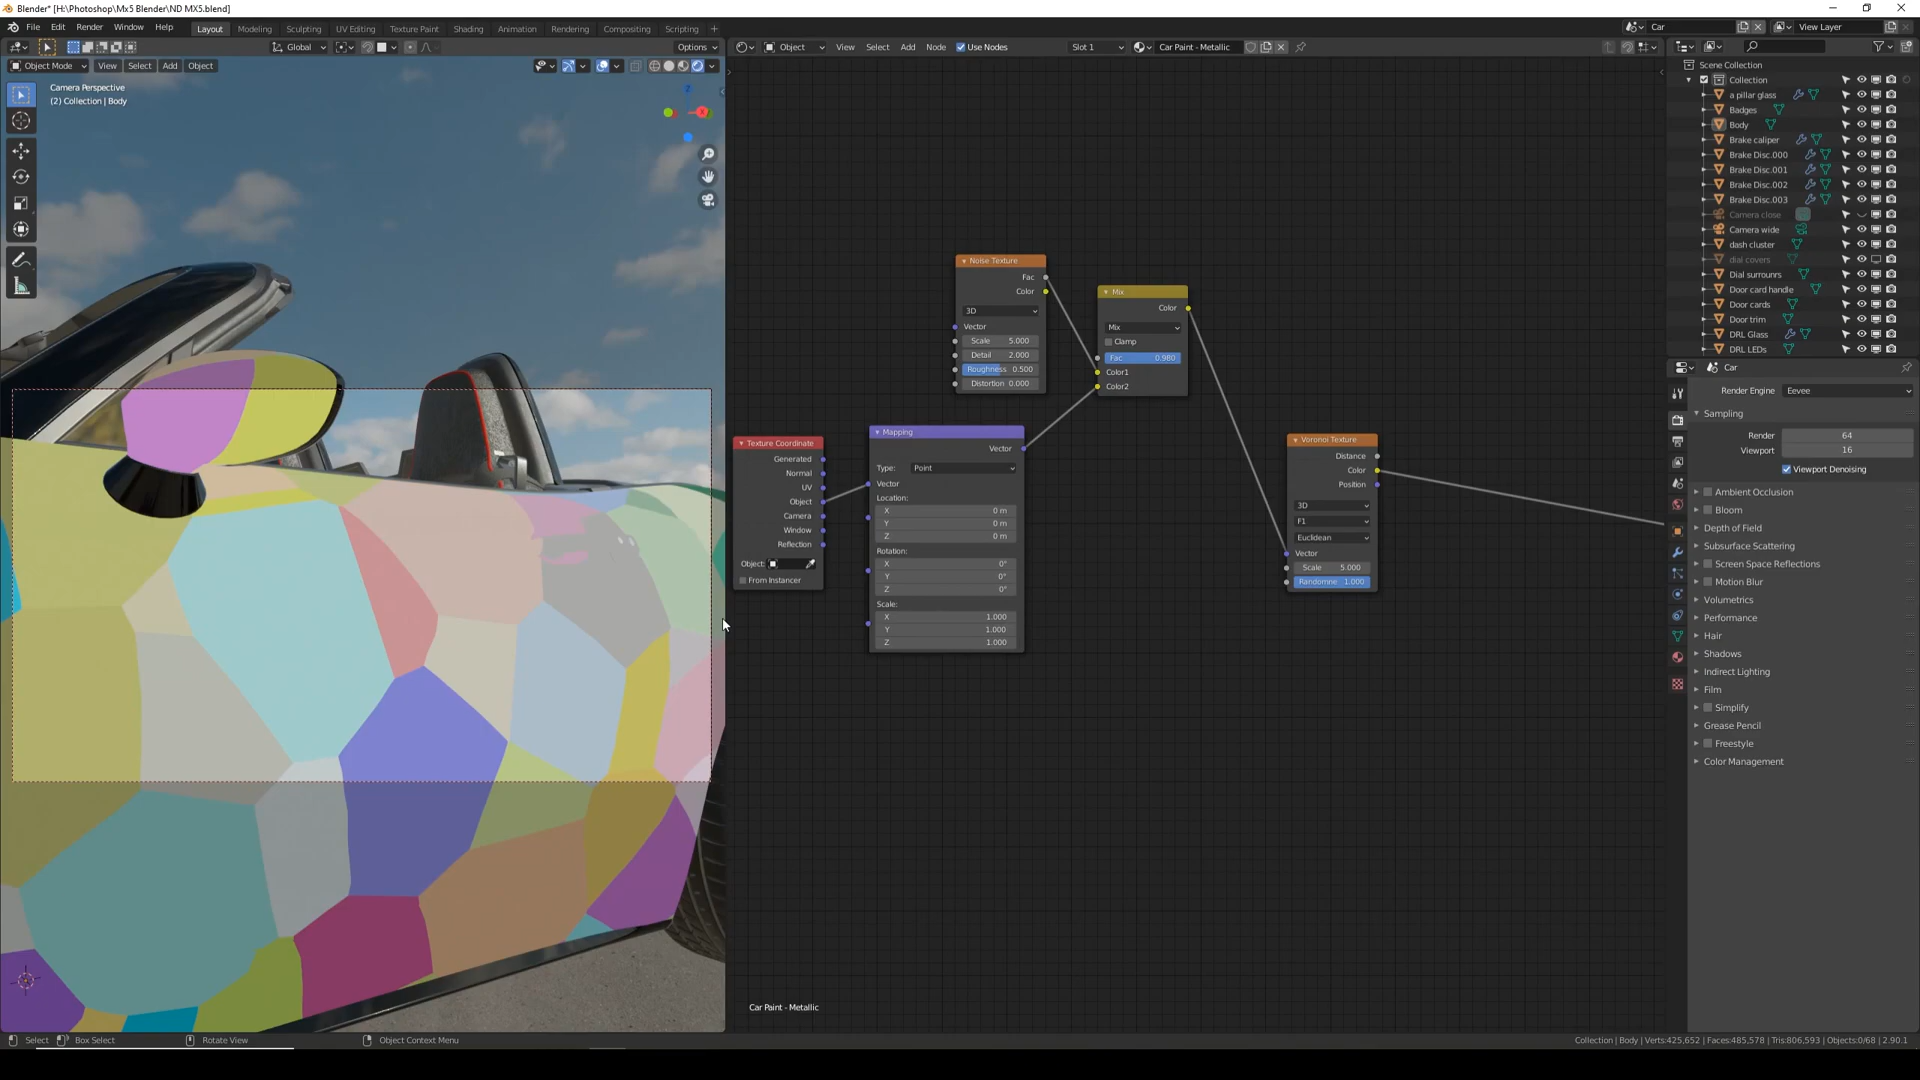 Blender* [H:\Photoshop\Mx5 Blender\ND MX5.blend]
File Edit Render Window Help Layout Modeling Sculpting UV Editing Texture Paint Shading Animation Rendering Compositing Scripting + Car View Layer
Global Options Object View Select Add Node Use Nodes Slot 1 Car Paint - Metallic
Object Mode View Select Add Object
Camera Perspective
(2) Collection | Body
Noise Texture
Fac
Color
3D
Vector
Scale 5.000
Detail 2.000
Roughness 0.500
Distortion 0.000
Mix
Color
Mix
Clamp
Fac 0.980
Color1
Color2
Texture Coordinate
Generated
Normal
UV
Object
Camera
Window
Reflection
Object:
From Instancer
Mapping
Vector
Type: Point
Vector
Location:
X 0 m
Y 0 m
Z 0 m
Rotation:
X 0°
Y 0°
Z 0°
Scale:
X 1.000
Y 1.000
Z 1.000
Voronoi Texture
Distance
Color
Position
3D
F1
Euclidean
Vector
Scale 5.000
Randomne 1.000
Car Paint - Metallic
Scene Collection
Collection
a pillar glass
Badges
Body
Brake caliper
Brake Disc.000
Brake Disc.001
Brake Disc.002
Brake Disc.003
Camera close
Camera wide
dash cluster
dial covers
Dial surrounrs
Door card handle
Door cards
Door trim
DRL Glass
DRL LEDs
Car
Render Engine Eevee
Sampling
Render 64
Viewport 16
Viewport Denoising
Ambient Occlusion
Bloom
Depth of Field
Subsurface Scattering
Screen Space Reflections
Motion Blur
Volumetrics
Performance
Hair
Shadows
Indirect Lighting
Film
Simplify
Grease Pencil
Freestyle
Color Management
Select Box Select Rotate View Object Context Menu Collection | Body | Verts:425,652 | Faces:485,578 | Tris:806,593 | Objects:0/68 | 2.90.1